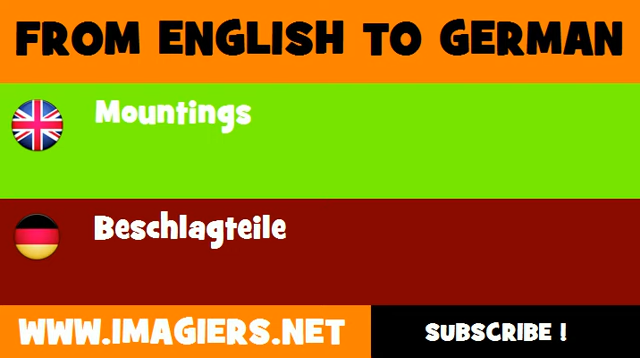 FROM ENGLISH TO GERMAN
Mountings
Beschlagteile
WWW.IMAGIERS.NET
SUBSCRIBE !